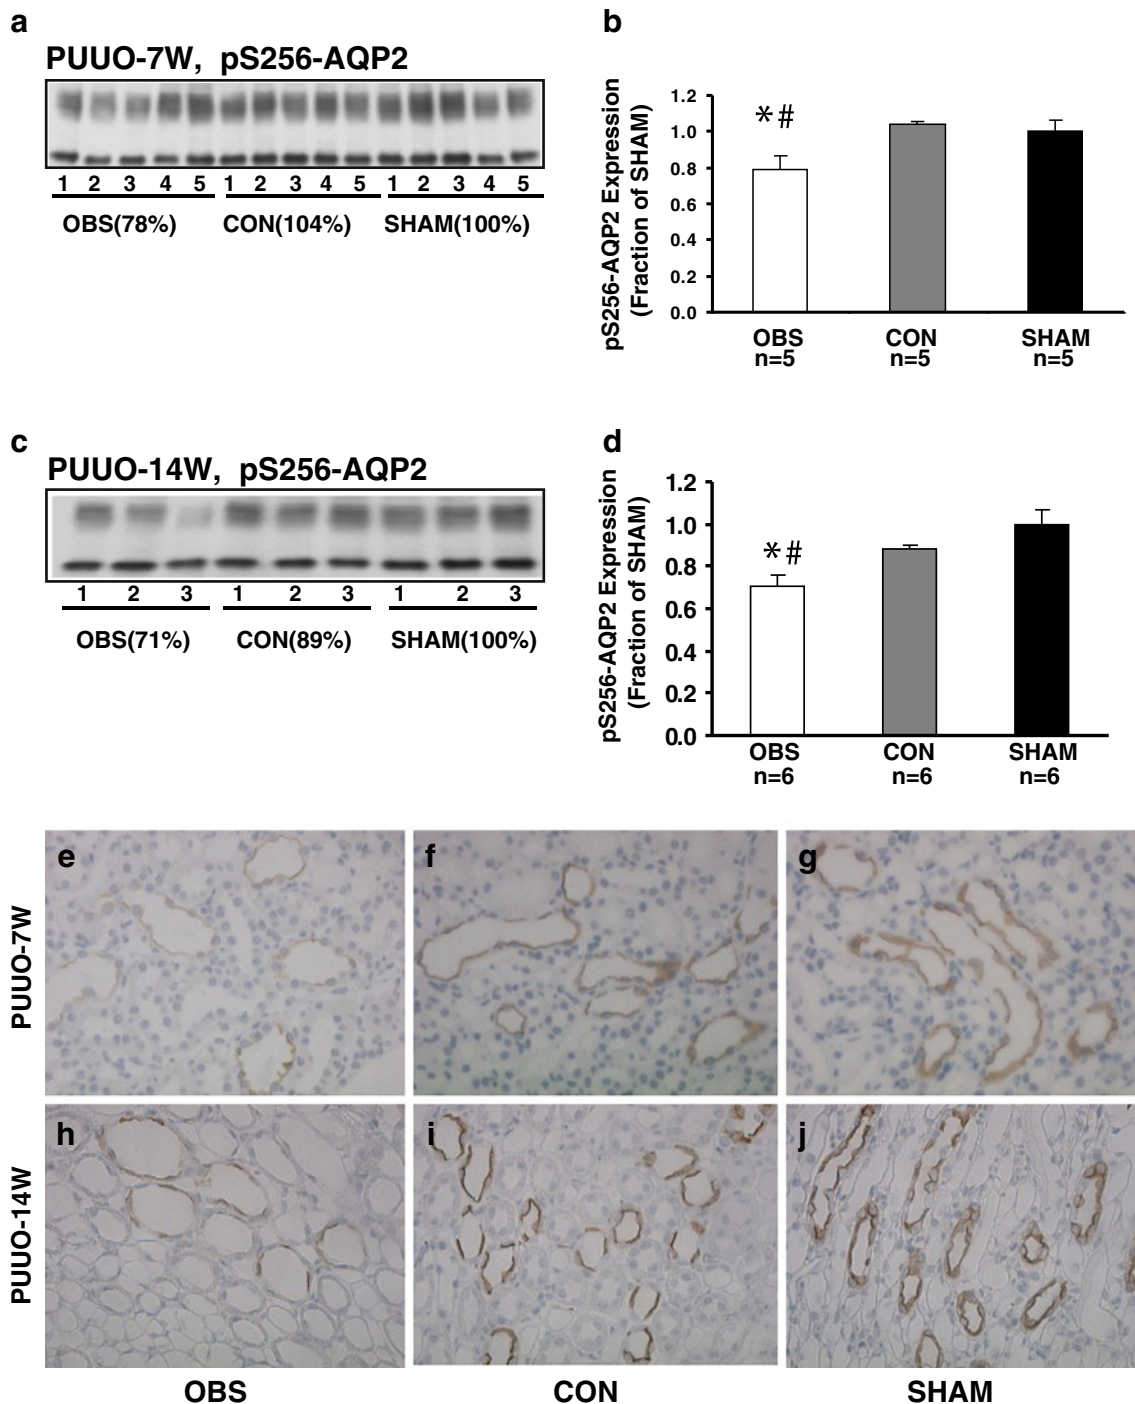 a
PUUO-7W, pS256-AQP2
1 2 3 4 5 1 2 3 4 5 1 2 3 4 5
OBS(78%) CON(104%) SHAM(100%)
b
pS256-AQP2 Expression
(Fraction of SHAM)
1.2
1.0
0.8
0.6
0.4
0.2
0.0
*#
OBS CON SHAM
n=5 n=5 n=5
c
PUUO-14W, pS256-AQP2
1 2 3 1 2 3 1 2 3
OBS(71%) CON(89%) SHAM(100%)
d
pS256-AQP2 Expression
(Fraction of SHAM)
1.2
1.0
0.8
0.6
0.4
0.2
0.0
*#
OBS CON SHAM
n=6 n=6 n=6
PUUO-7W
e f g
PUUO-14W
h i j
OBS CON SHAM